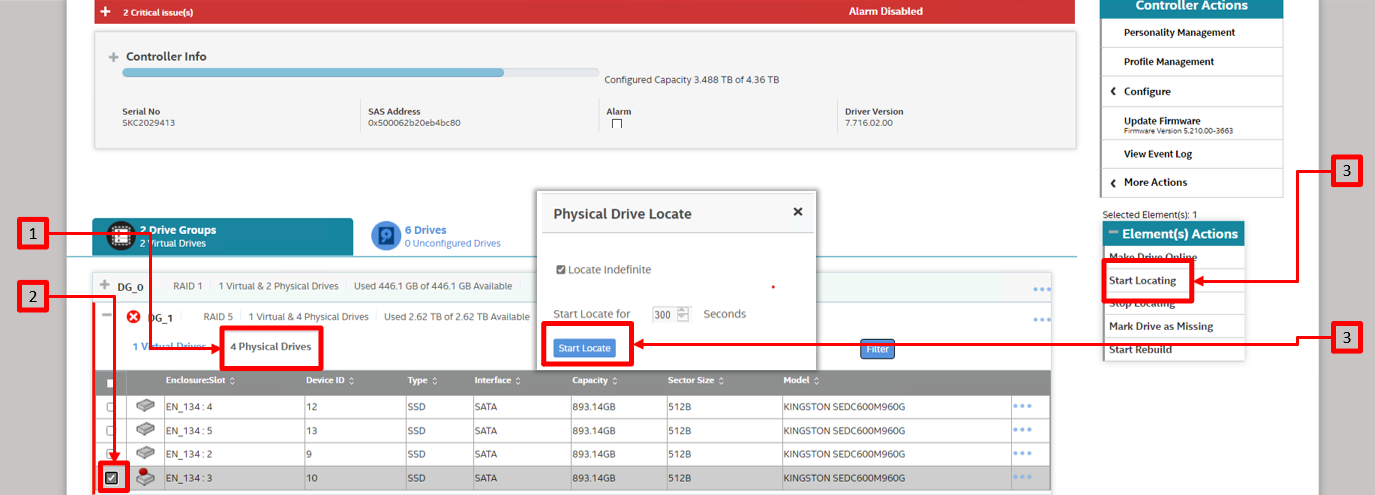 2 Critical issue(s) Alarm Disabled
Controller Info
Configured Capacity 3.488 TB of 4.36 TB
Serial No SAS Address Alarm Driver Version
SKC2029413 0x500062b20eb4bc80 7.716.02.00
Controller Actions
Personality Management
Profile Management
Configure
Update Firmware
Firmware Version 5.210.00-3663
View Event Log
More Actions
3
Selected Element(s): 1
Element(s) Actions
Make Drive Online
Start Locating
Stop Locating
Mark Drive as Missing
Start Rebuild
3
1
2 Drive Groups
2 Virtual Drives
6 Drives
0 Unconfigured Drives
Physical Drive Locate
Locate Indefinite
Start Locate for 300 Seconds
Start Locate
2
DG_0 RAID 1 1 Virtual & 2 Physical Drives Used 446.1 GB of 446.1 GB Available
DG_1 RAID 5 1 Virtual & 4 Physical Drives Used 2.62 TB of 2.62 TB Available
1 Virtual Drives 4 Physical Drives Filter
Enclosure:Slot Device ID Type Interface Capacity Sector Size Model
EN_134 : 4 12 SSD SATA 893.14GB 512B KINGSTON SEDC600M960G
EN_134 : 5 13 SSD SATA 893.14GB 512B KINGSTON SEDC600M960G
EN_134 : 2 9 SSD SATA 893.14GB 512B KINGSTON SEDC600M960G
EN_134 : 3 10 SSD SATA 893.14GB 512B KINGSTON SEDC600M960G